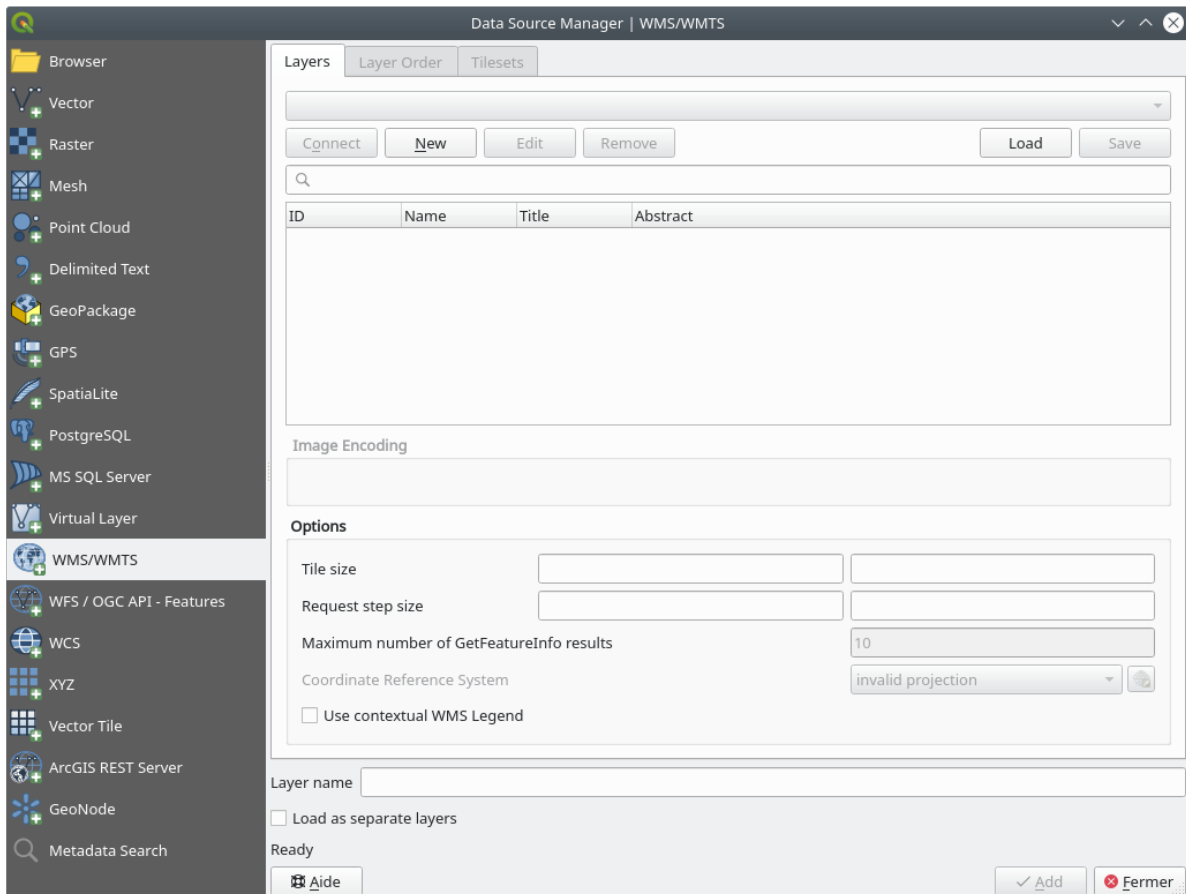 Data Source Manager | WMS/WMTS
Browser
Vector
Raster
Mesh
Point Cloud
Delimited Text
GeoPackage
GPS
SpatiaLite
PostgreSQL
MS SQL Server
Virtual Layer
WMS/WMTS
WFS / OGC API - Features
WCS
XYZ
Vector Tile
ArcGIS REST Server
GeoNode
Metadata Search
Layers Layer Order Tilesets
Connect New Edit Remove Load Save
ID Name Title Abstract
Image Encoding
Options
Tile size
Request step size
Maximum number of GetFeatureInfo results 10
Coordinate Reference System invalid projection
Use contextual WMS Legend
Layer name
Load as separate layers
Ready
Aide Add Fermer